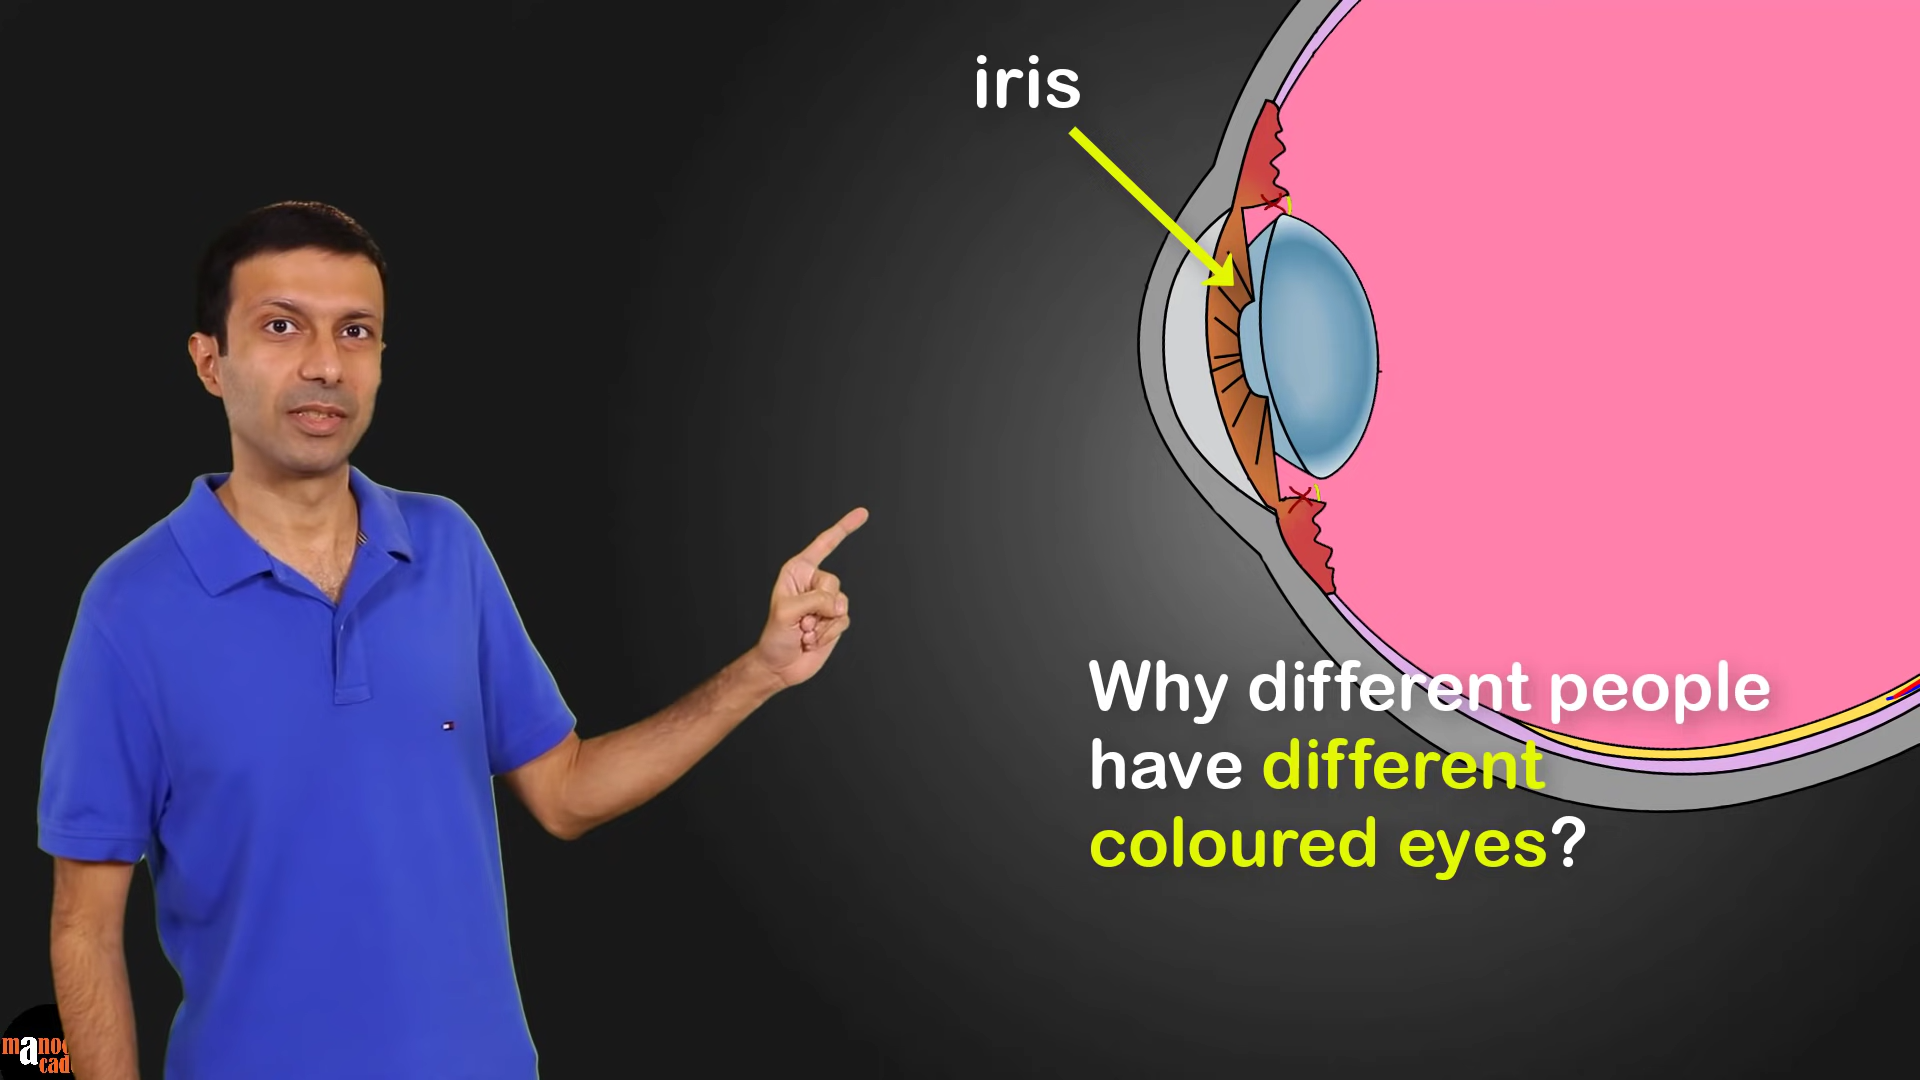 iris
Why different people
have different
coloured eyes?